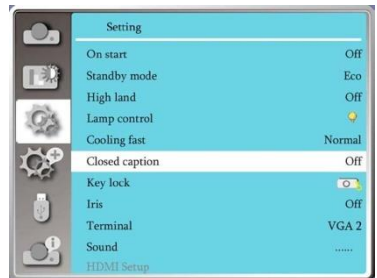 Setting
On start Off
Standby mode Eco
High land Off
Lamp control
Cooling fast Normal
Closed caption Off
Key lock
Iris Off
Terminal VGA 2
Sound ......
HDMI Setup